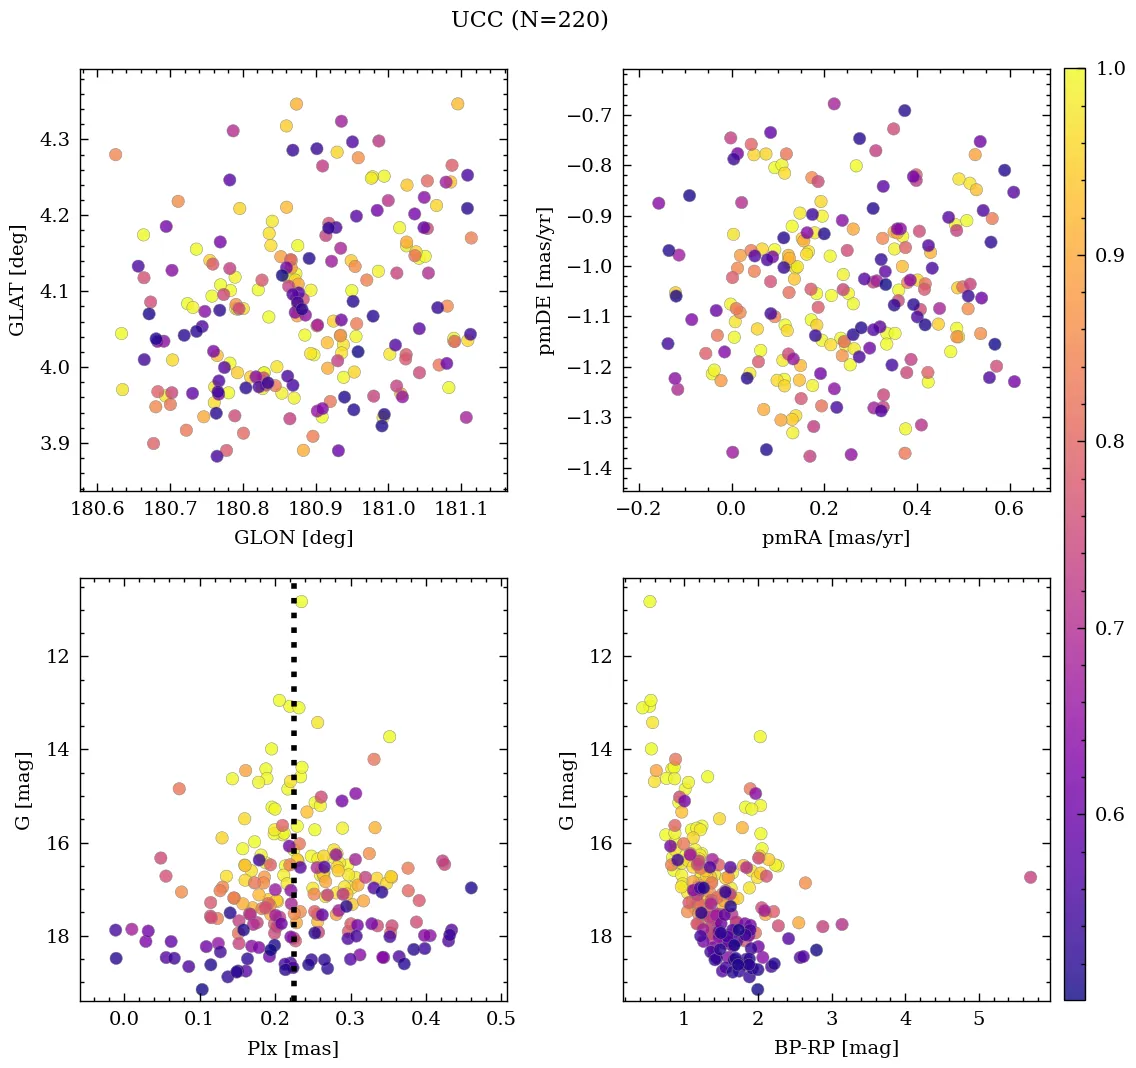 UCC (N=220)
4.3
4.2
4.1
4.0
3.9
GLAT [deg]
180.6 180.7 180.8 180.9 181.0 181.1
GLON [deg]
−0.7
−0.8
−0.9
−1.0
−1.1
−1.2
−1.3
−1.4
pmDE [mas/yr]
−0.2 0.0 0.2 0.4 0.6
pmRA [mas/yr]
1.0
0.9
0.8
0.7
0.6
12
14
16
18
G [mag]
0.0 0.1 0.2 0.3 0.4 0.5
Plx [mas]
12
14
16
18
G [mag]
1 2 3 4 5
BP-RP [mag]